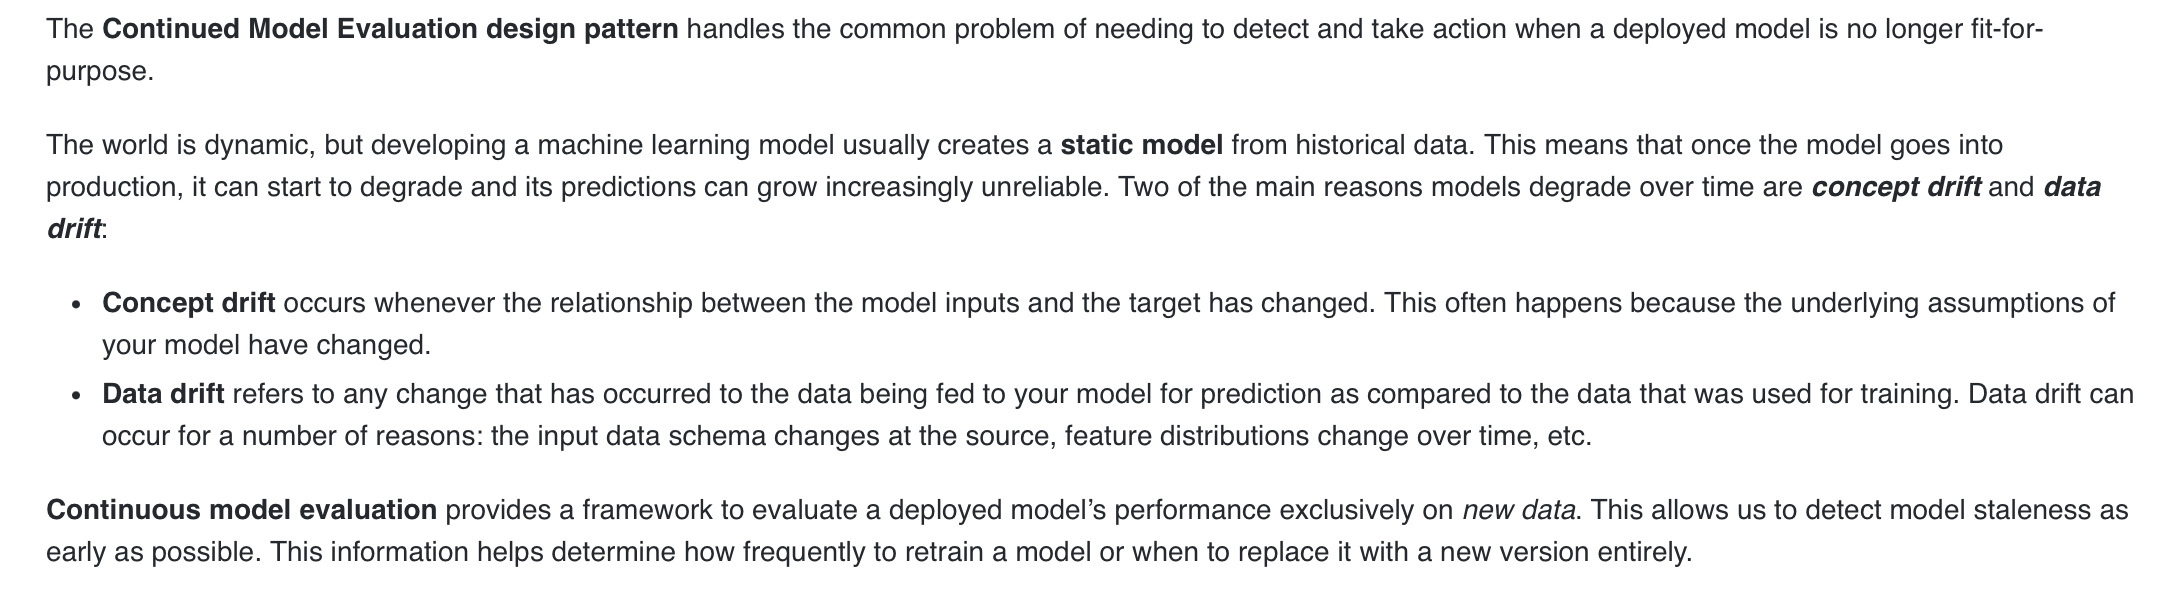 The Continued Model Evaluation design pattern handles the common problem of needing to detect and take action when a deployed model is no longer fit-for-
purpose.
The world is dynamic, but developing a machine learning model usually creates a static model from historical data. This means that once the model goes into
production, it can start to degrade and its predictions can grow increasingly unreliable. Two of the main reasons models degrade over time are concept drift and data
drift:
• Concept drift occurs whenever the relationship between the model inputs and the target has changed. This often happens because the underlying assumptions of
your model have changed.
• Data drift refers to any change that has occurred to the data being fed to your model for prediction as compared to the data that was used for training. Data drift can
occur for a number of reasons: the input data schema changes at the source, feature distributions change over time, etc.
Continuous model evaluation provides a framework to evaluate a deployed model’s performance exclusively on new data. This allows us to detect model staleness as
early as possible. This information helps determine how frequently to retrain a model or when to replace it with a new version entirely.